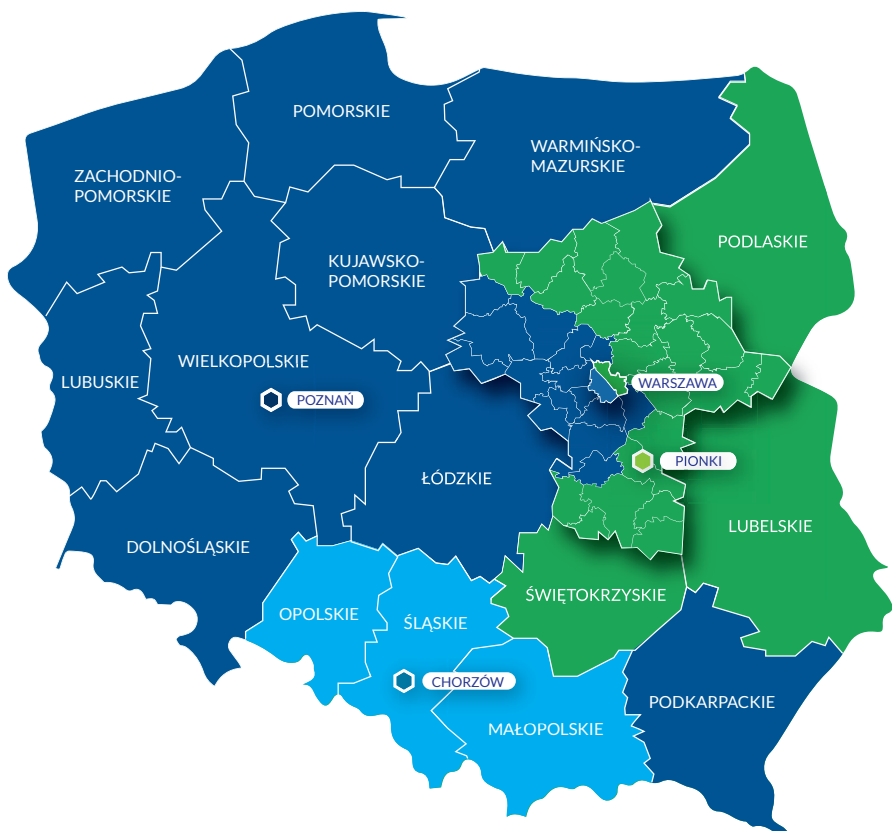 POMORSKIE
WARMIŃSKO-
MAZURSKIE
ZACHODNIO-
POMORSKIE
PODLASKIE
KUJAWSKO-
POMORSKIE
WIELKOPOLSKIE
LUBUSKIE
WARSZAWA
POZNAŃ
PIONKI
ŁÓDZKIE
LUBELSKIE
DOLNOŚLĄSKIE
ŚWIĘTOKRZYSKIE
OPOLSKIE
ŚLĄSKIE
CHORZÓW
PODKARPACKIE
MAŁOPOLSKIE